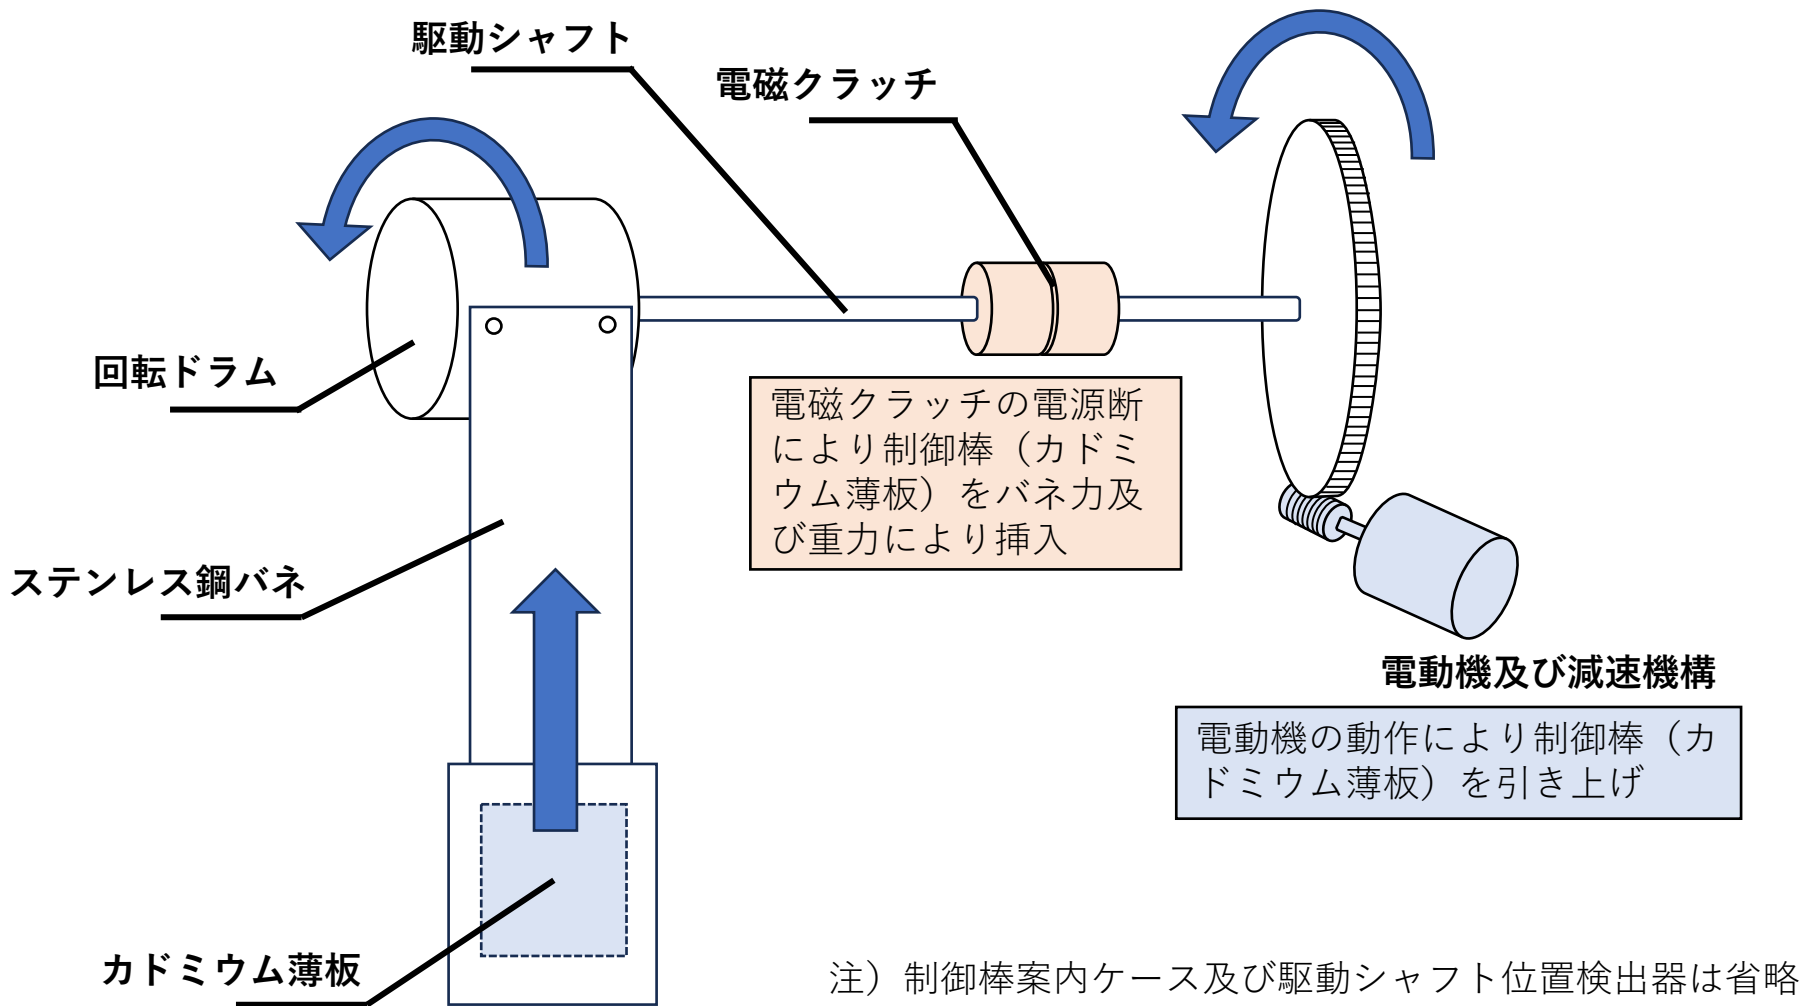 駆動シャフト
電磁クラッチ
回転ドラム
電磁クラッチの電源断
により制御棒（カドミ
ウム薄板）をバネ力及
び重力により挿入
ステンレス鋼バネ
電動機及び減速機構
電動機の動作により制御棒（カ
ドミウム薄板）を引き上げ
カドミウム薄板
注）制御棒案内ケース及び駆動シャフト位置検出器は省略